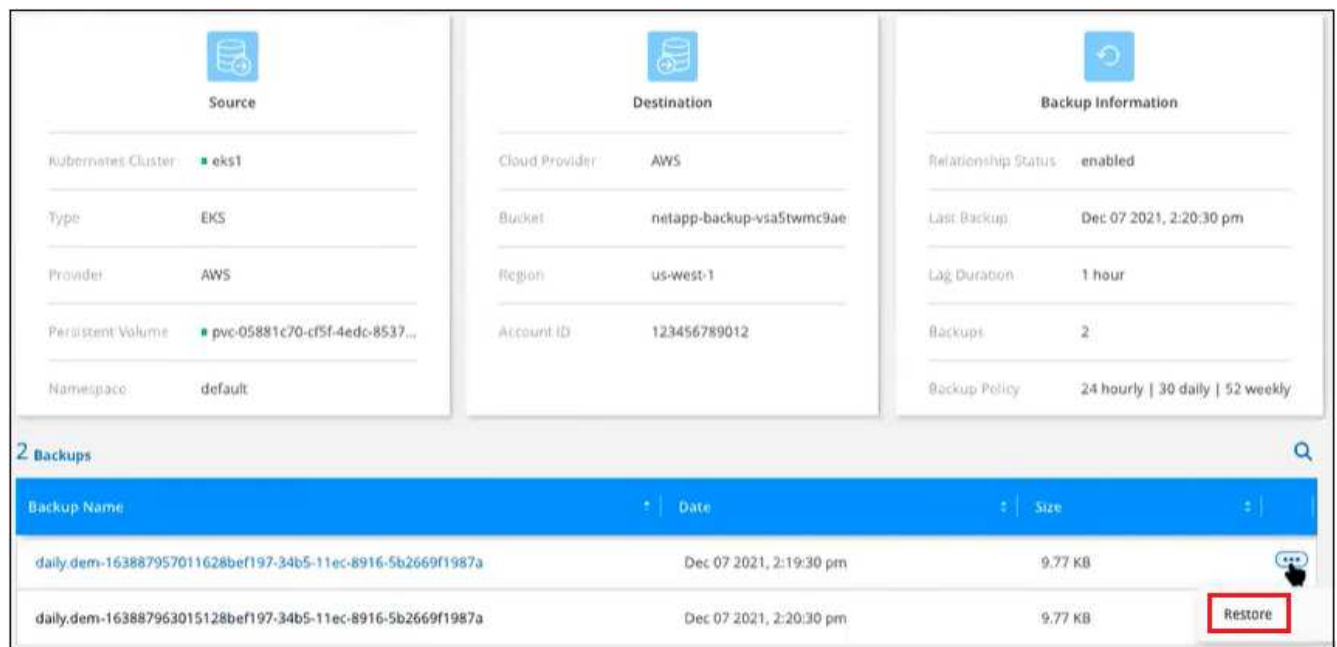 Source
Kubernetes Cluster eks1
Type EKS
Provider AWS
Persistent Volume pvc-05881c70-cf5f-4edc-8537...
Namespace default
Destination
Cloud Provider AWS
Bucket netapp-backup-vsa5twmc9ae
Region us-west-1
Account ID 123456789012
Backup Information
Relationship Status enabled
Last Backup Dec 07 2021, 2:20:30 pm
Lag Duration 1 hour
Backups 2
Backup Policy 24 hourly | 30 daily | 52 weekly
2 Backups
Backup Name Date Size
daily.dem-163887957011628bef197-34b5-11ec-8916-5b2669f1987a Dec 07 2021, 2:19:30 pm 9.77 KB
daily.dem-163887963015128bef197-34b5-11ec-8916-5b2669f1987a Dec 07 2021, 2:20:30 pm 9.77 KB
Restore